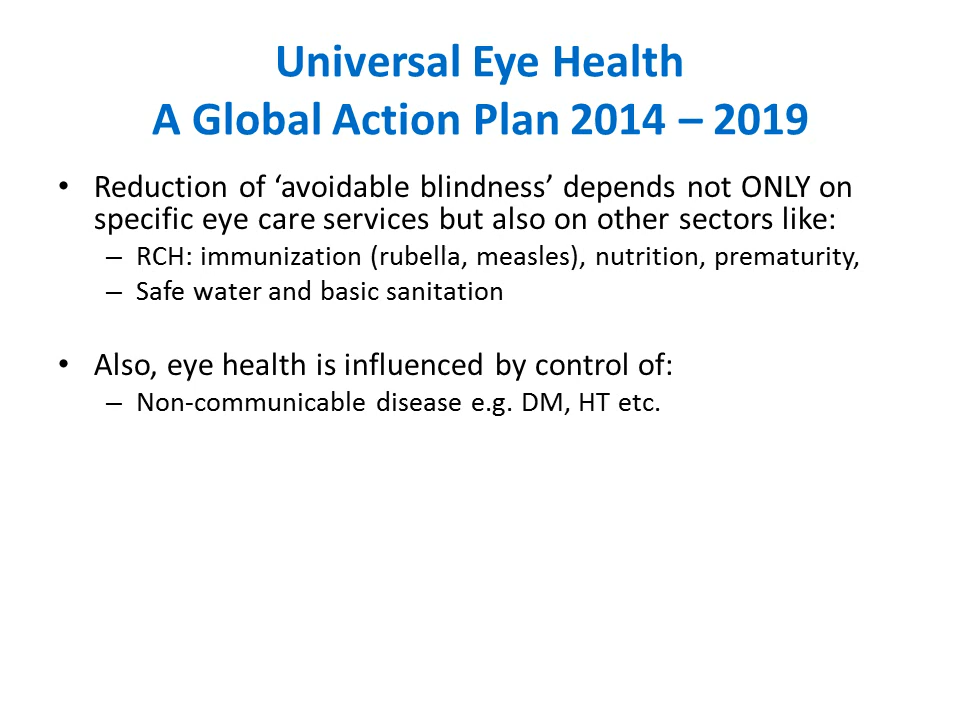 Universal Eye Health
A Global Action Plan 2014 – 2019
• Reduction of ‘avoidable blindness’ depends not ONLY on
specific eye care services but also on other sectors like:
– RCH: immunization (rubella, measles), nutrition, prematurity,
– Safe water and basic sanitation
• Also, eye health is influenced by control of:
– Non-communicable disease e.g. DM, HT etc.